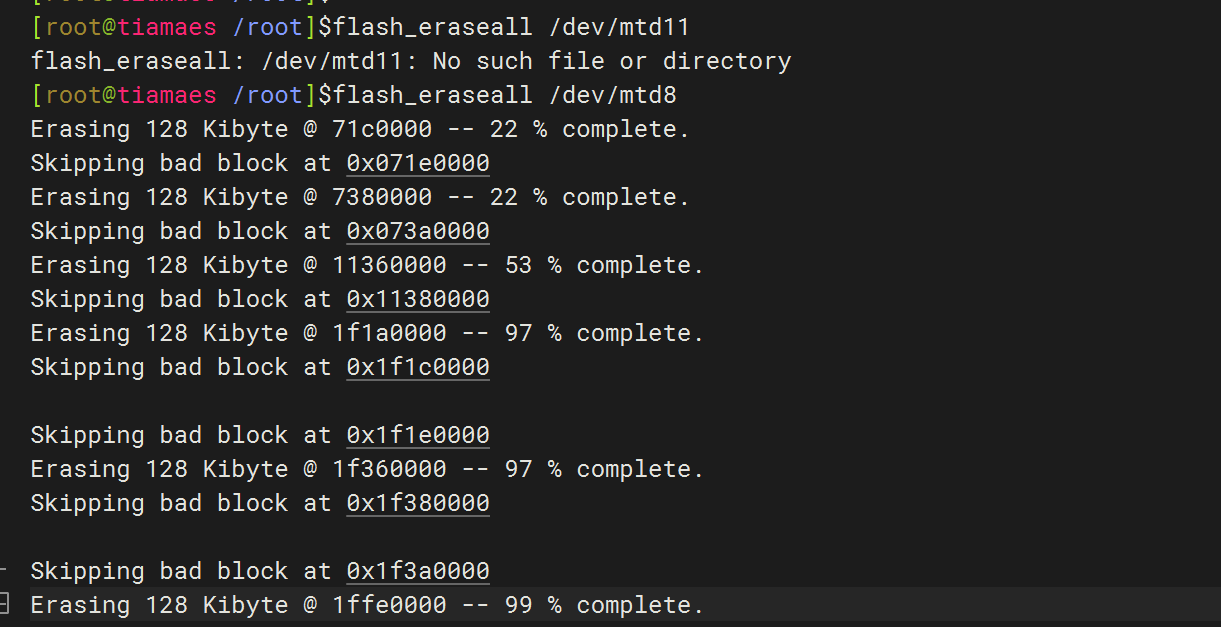 [root@tiamaes /root]$flash_eraseall /dev/mtd11
flash_eraseall: /dev/mtd11: No such file or directory
[root@tiamaes /root]$flash_eraseall /dev/mtd8
Erasing 128 Kibyte @ 71c0000 -- 22 % complete.
Skipping bad block at 0x071e0000
Erasing 128 Kibyte @ 7380000 -- 22 % complete.
Skipping bad block at 0x073a0000
Erasing 128 Kibyte @ 11360000 -- 53 % complete.
Skipping bad block at 0x11380000
Erasing 128 Kibyte @ 1f1a0000 -- 97 % complete.
Skipping bad block at 0x1f1c0000
Skipping bad block at 0x1f1e0000
Erasing 128 Kibyte @ 1f360000 -- 97 % complete.
Skipping bad block at 0x1f380000
Skipping bad block at 0x1f3a0000
Erasing 128 Kibyte @ 1ffe0000 -- 99 % complete.